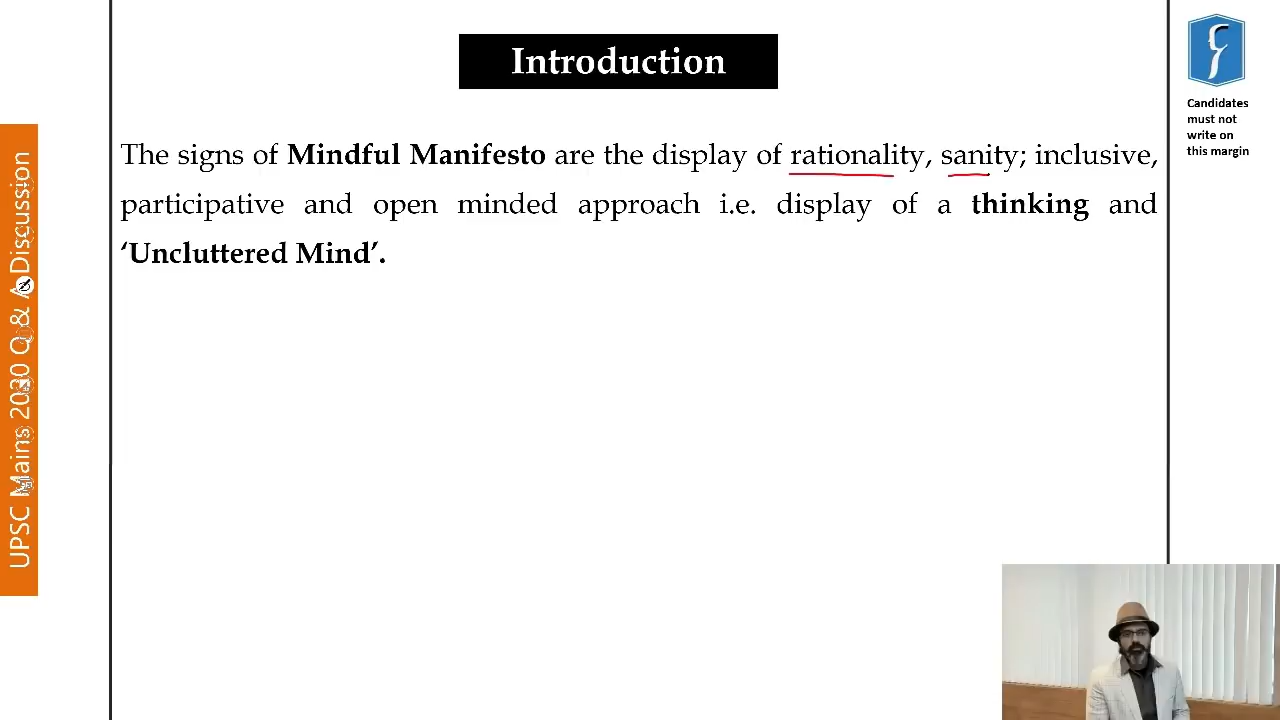 Introduction
The signs of Mindful Manifesto are the display of rationality, sanity; inclusive,
participative and open minded approach i.e. display of a thinking and
‘Uncluttered Mind’.
UPSC Mains 2020 Q & A Discussion
Candidates
must not
write on
this margin